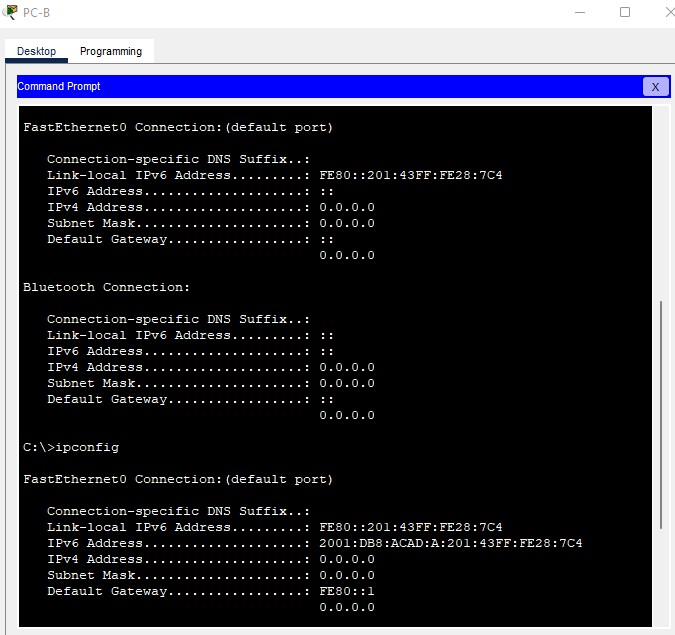 PC-B
Desktop Programming
Command Prompt X
FastEthernet0 Connection:(default port)
Connection-specific DNS Suffix..:
Link-local IPv6 Address.........: FE80::201:43FF:FE28:7C4
IPv6 Address....................: ::
IPv4 Address....................: 0.0.0.0
Subnet Mask.....................: 0.0.0.0
Default Gateway.................: ::
0.0.0.0
Bluetooth Connection:
Connection-specific DNS Suffix..:
Link-local IPv6 Address.........: ::
IPv6 Address....................: ::
IPv4 Address....................: 0.0.0.0
Subnet Mask.....................: 0.0.0.0
Default Gateway.................: ::
0.0.0.0
C:\>ipconfig
FastEthernet0 Connection:(default port)
Connection-specific DNS Suffix..:
Link-local IPv6 Address.........: FE80::201:43FF:FE28:7C4
IPv6 Address....................: 2001:DB8:ACAD:A:201:43FF:FE28:7C4
IPv4 Address....................: 0.0.0.0
Subnet Mask.....................: 0.0.0.0
Default Gateway.................: FE80::1
0.0.0.0